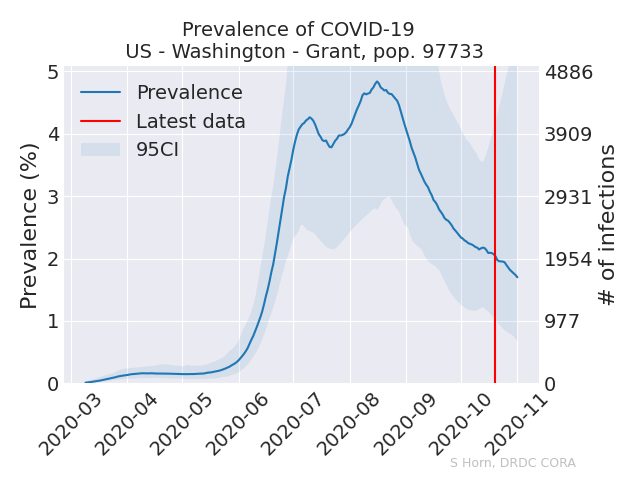 Prevalence of COVID-19
US - Washington - Grant, pop. 97733
Prevalence
Latest data
95CI
Prevalence (%)
5
4
3
2
1
0
4886
3909
2931
1954
977
0
# of infections
2020-03
2020-04
2020-05
2020-06
2020-07
2020-08
2020-09
2020-10
2020-11
S Horn, DRDC CORA